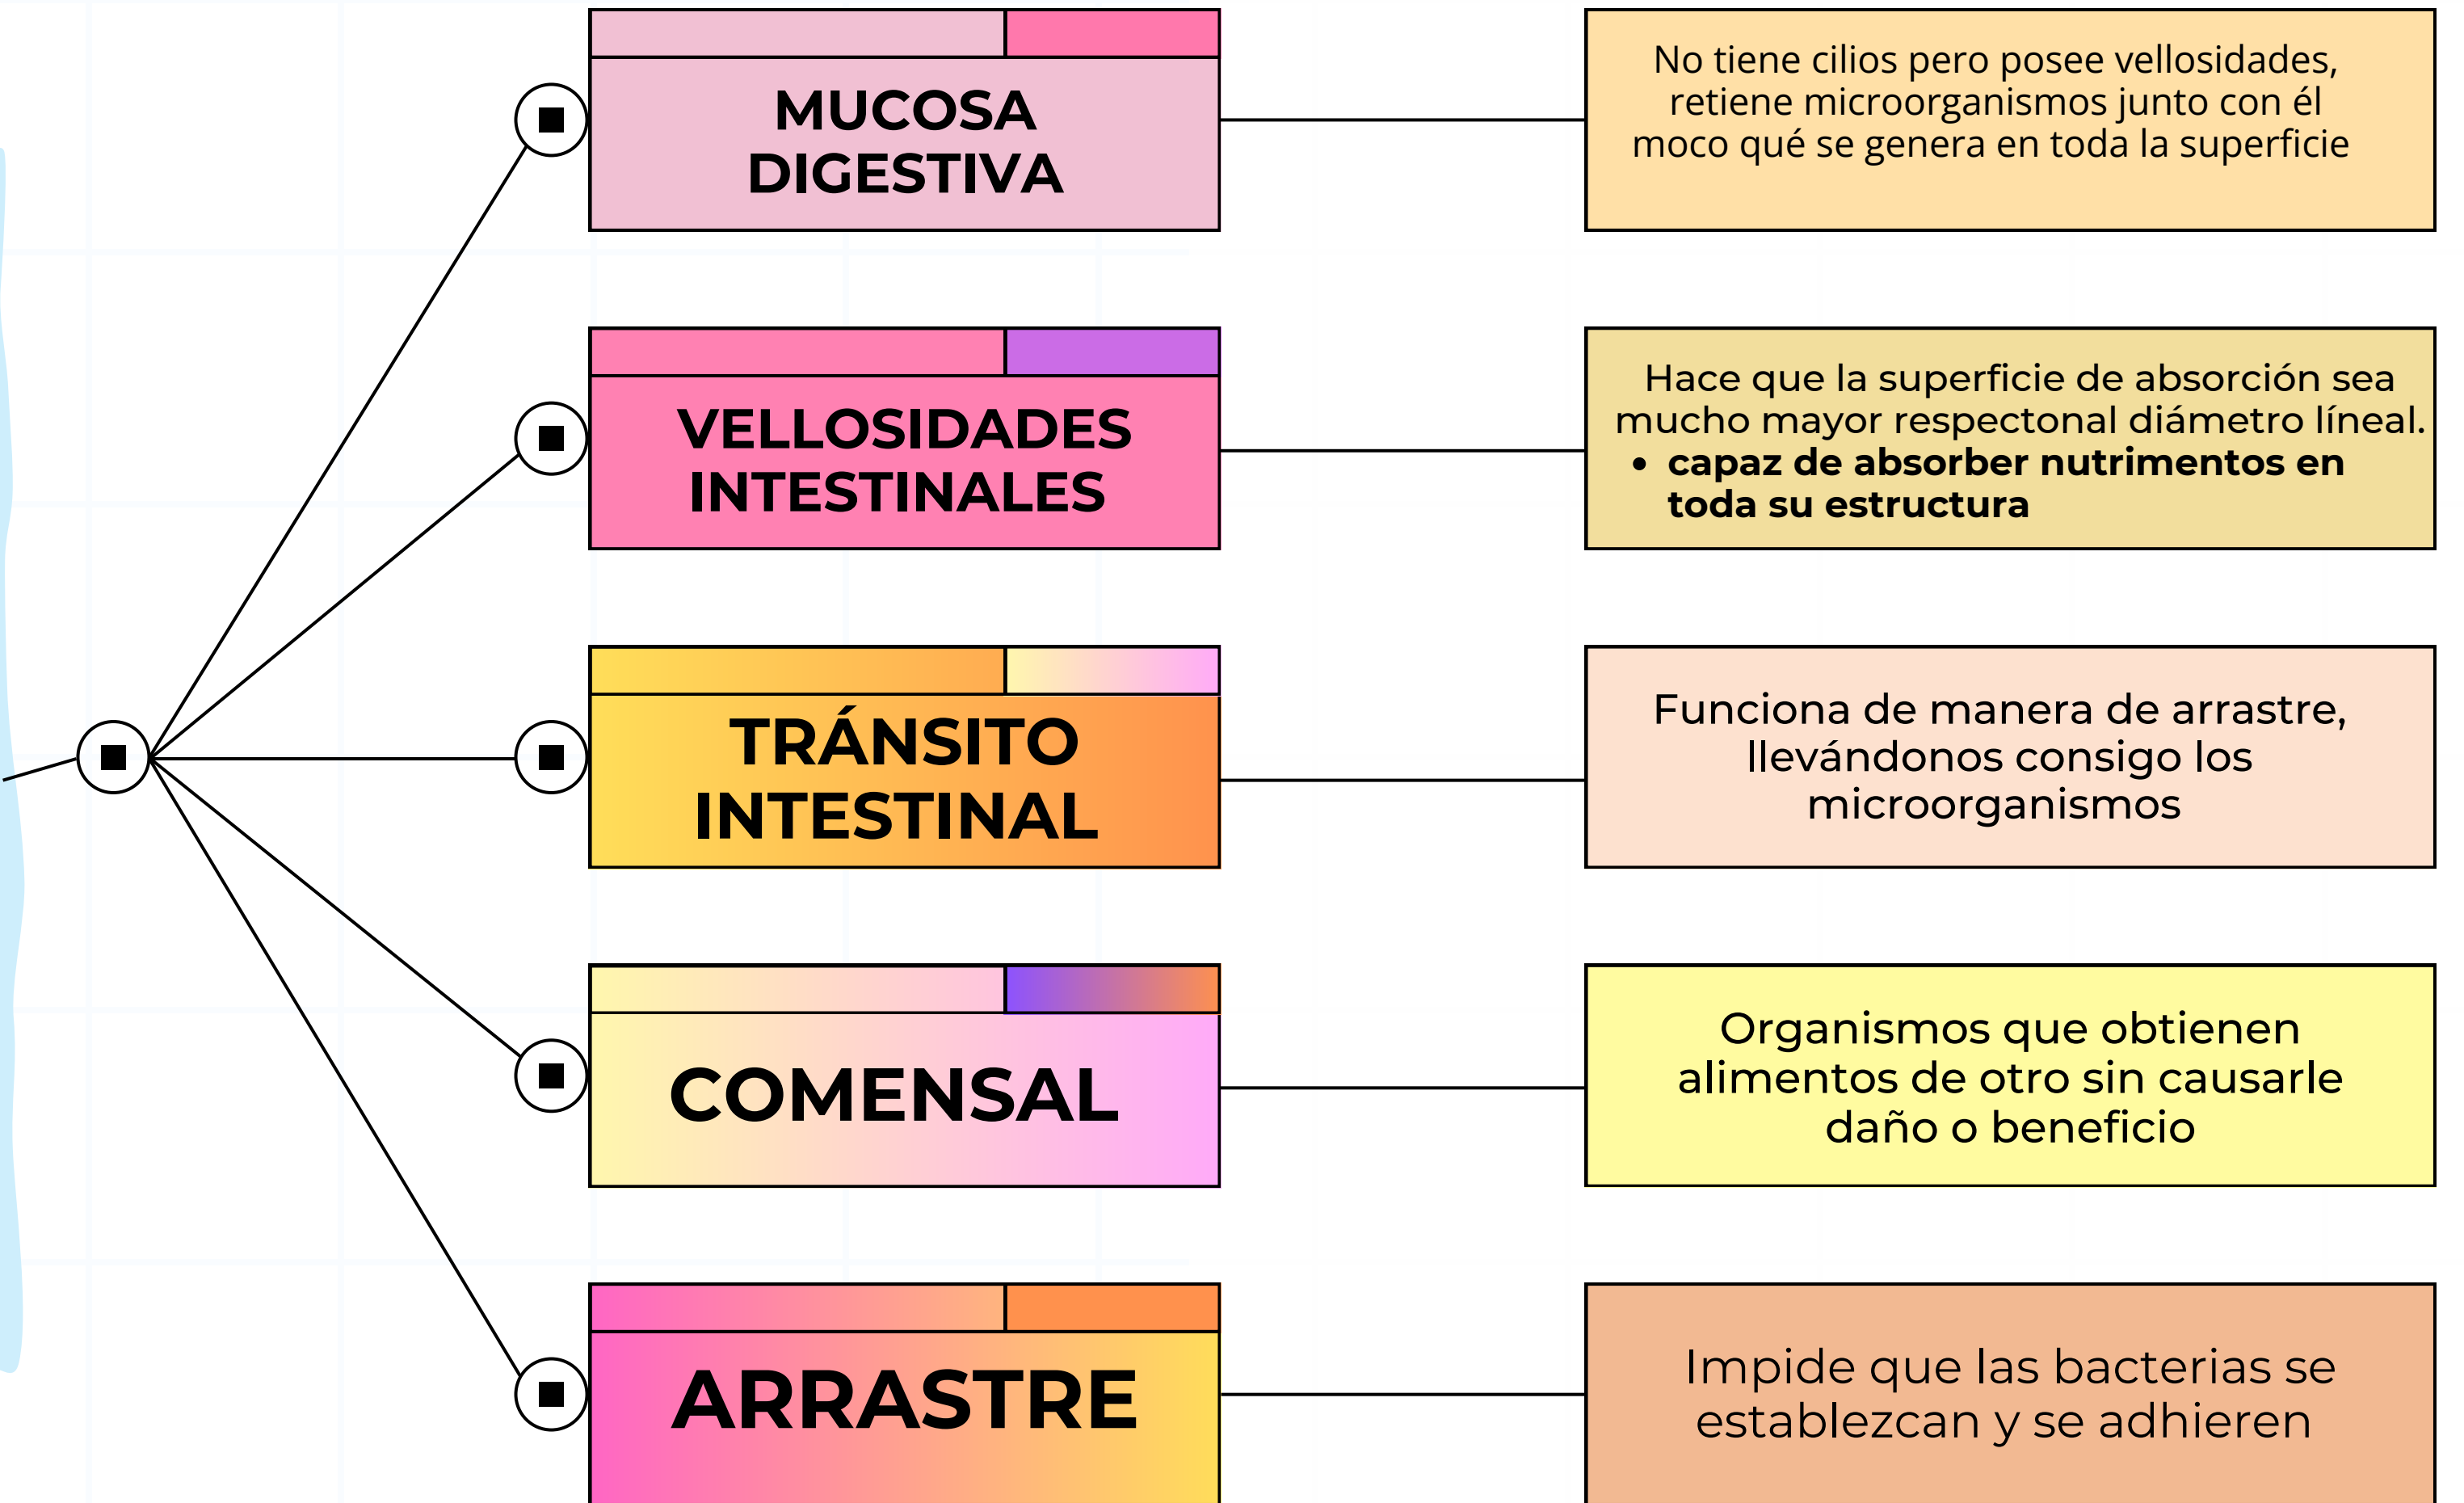 MUCOSA
DIGESTIVA
No tiene cilios pero posee vellosidades,
retiene microorganismos junto con él
moco qué se genera en toda la superficie
VELLOSIDADES
INTESTINALES
Hace que la superficie de absorción sea
mucho mayor respectonal diámetro líneal.
• capaz de absorber nutrimentos en
toda su estructura
TRÁNSITO
INTESTINAL
Funciona de manera de arrastre,
llevándonos consigo los
microorganismos
COMENSAL
Organismos que obtienen
alimentos de otro sin causarle
daño o beneficio
ARRASTRE
Impide que las bacterias se
establezcan y se adhieren